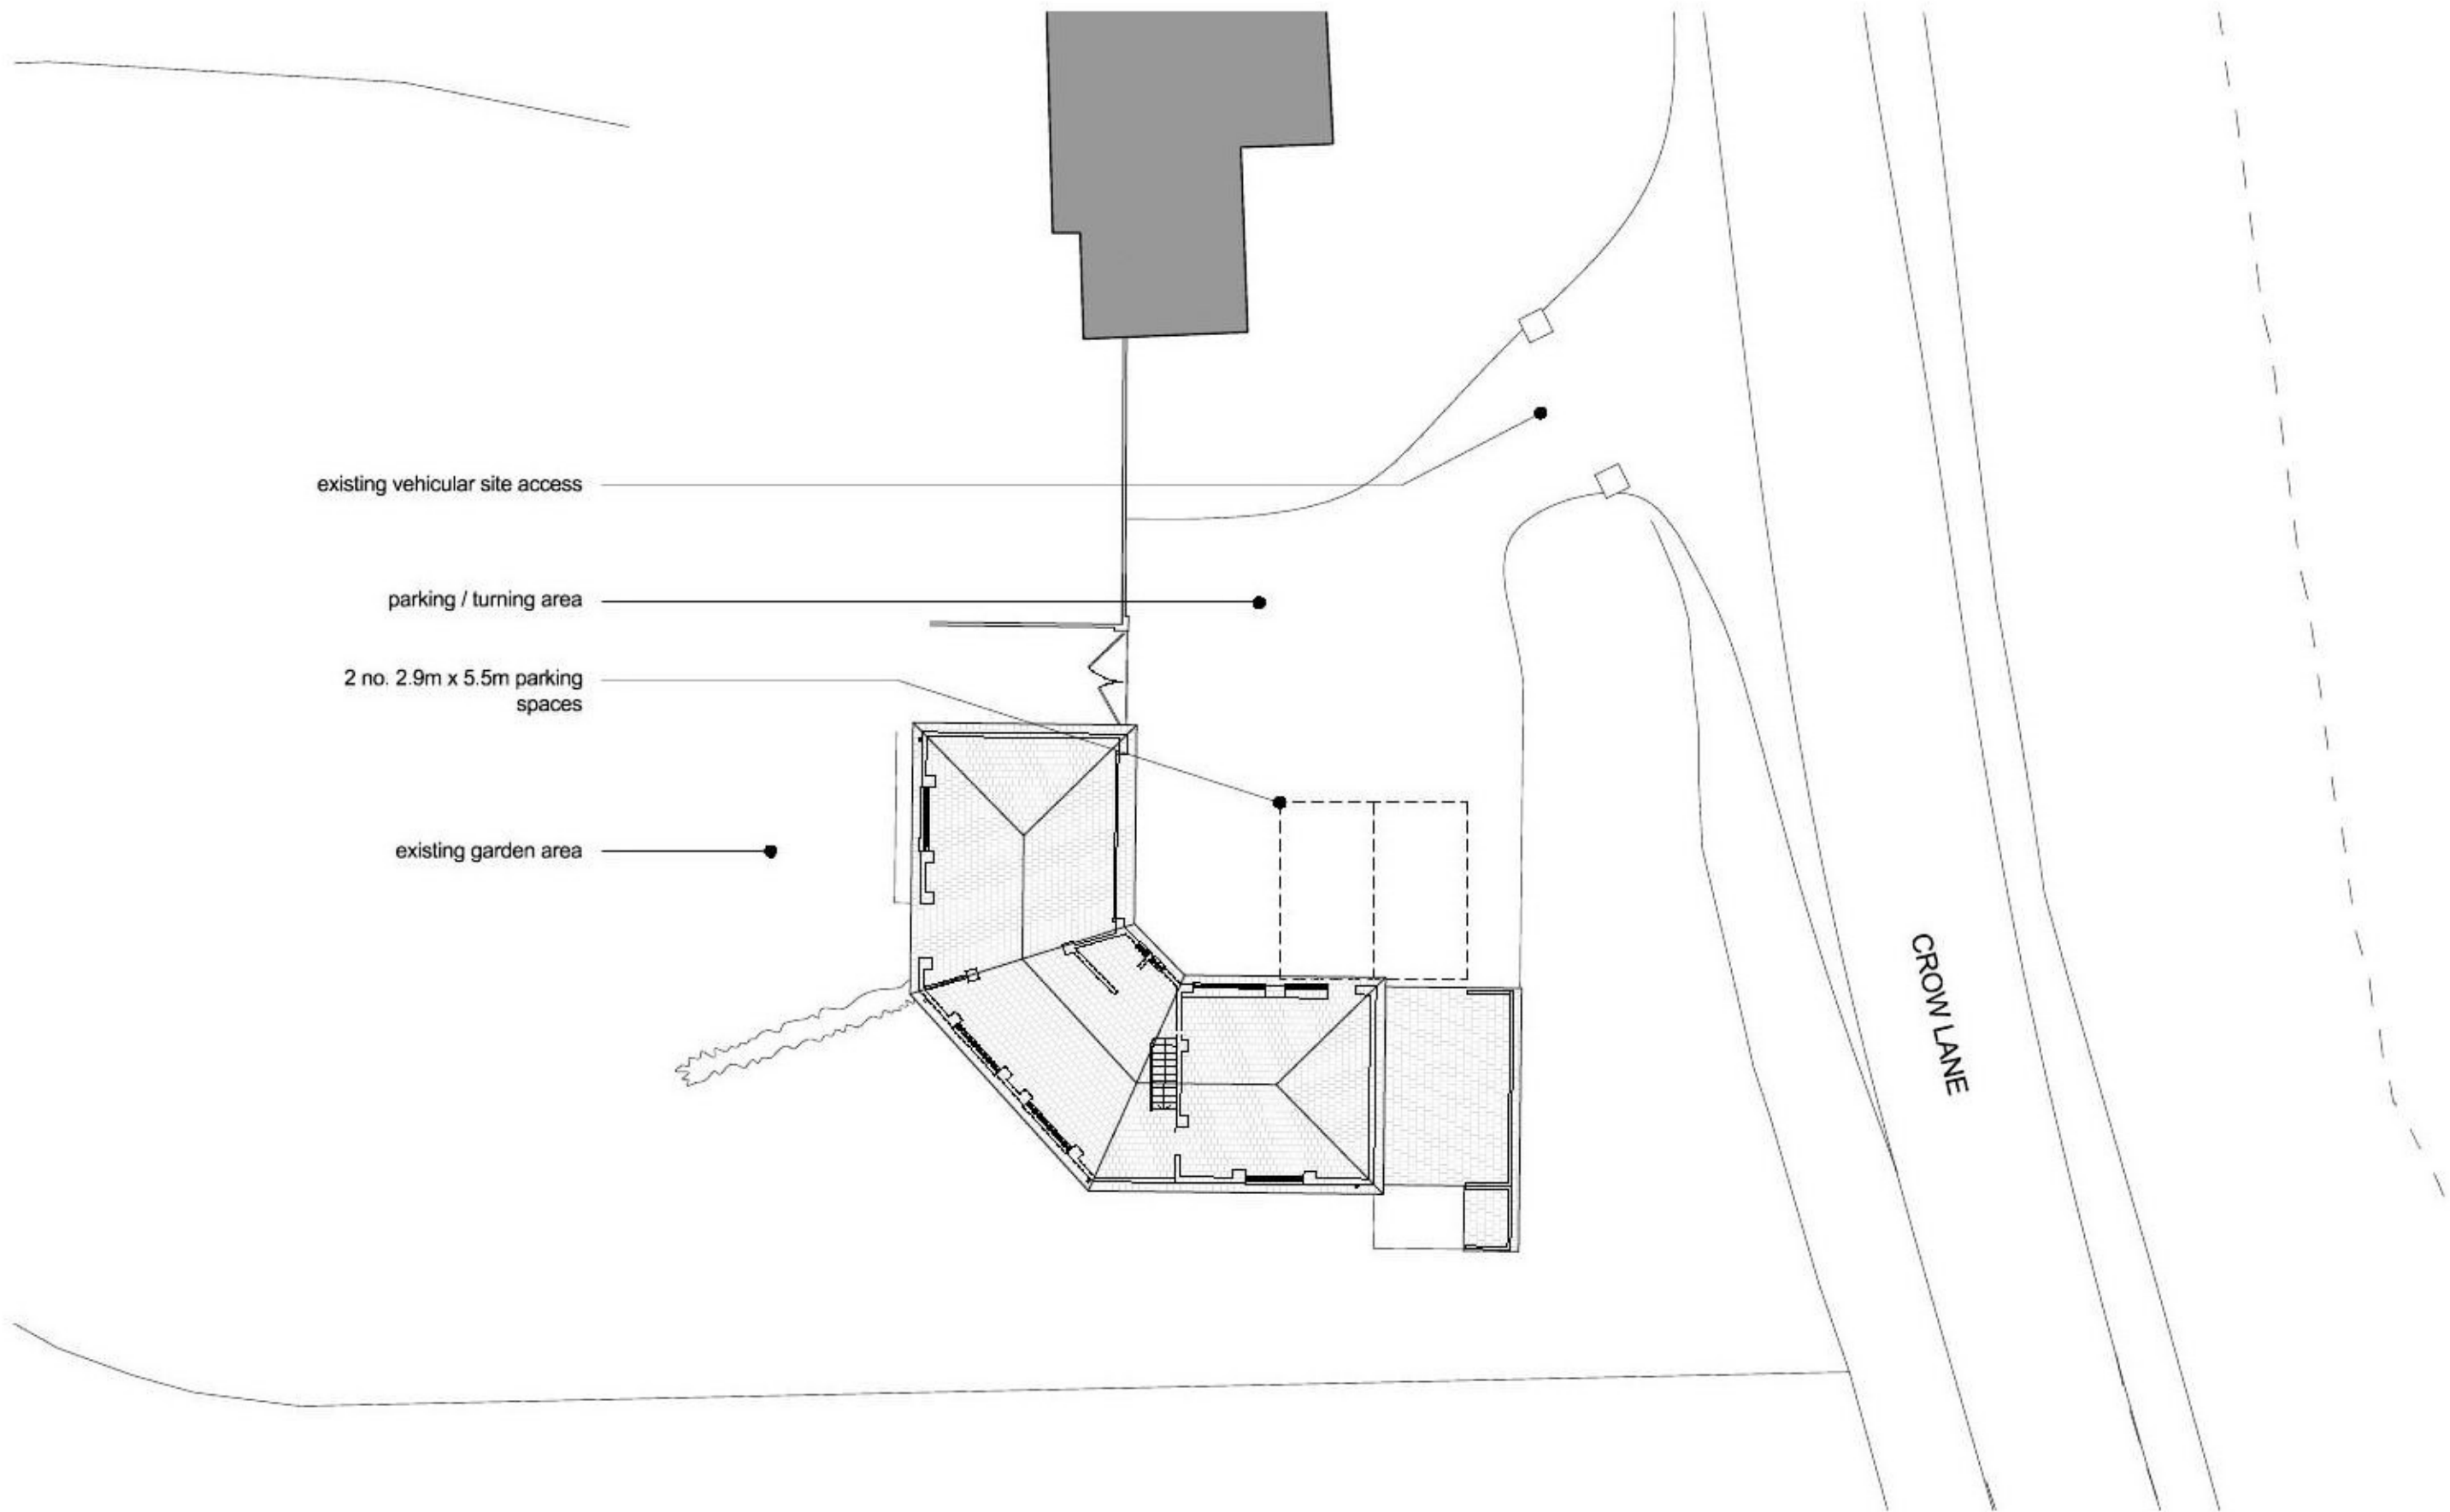 existing vehicular site access
parking / turning area
2 no. 2.9m x 5.5m parking
spaces
existing garden area
CROW LANE